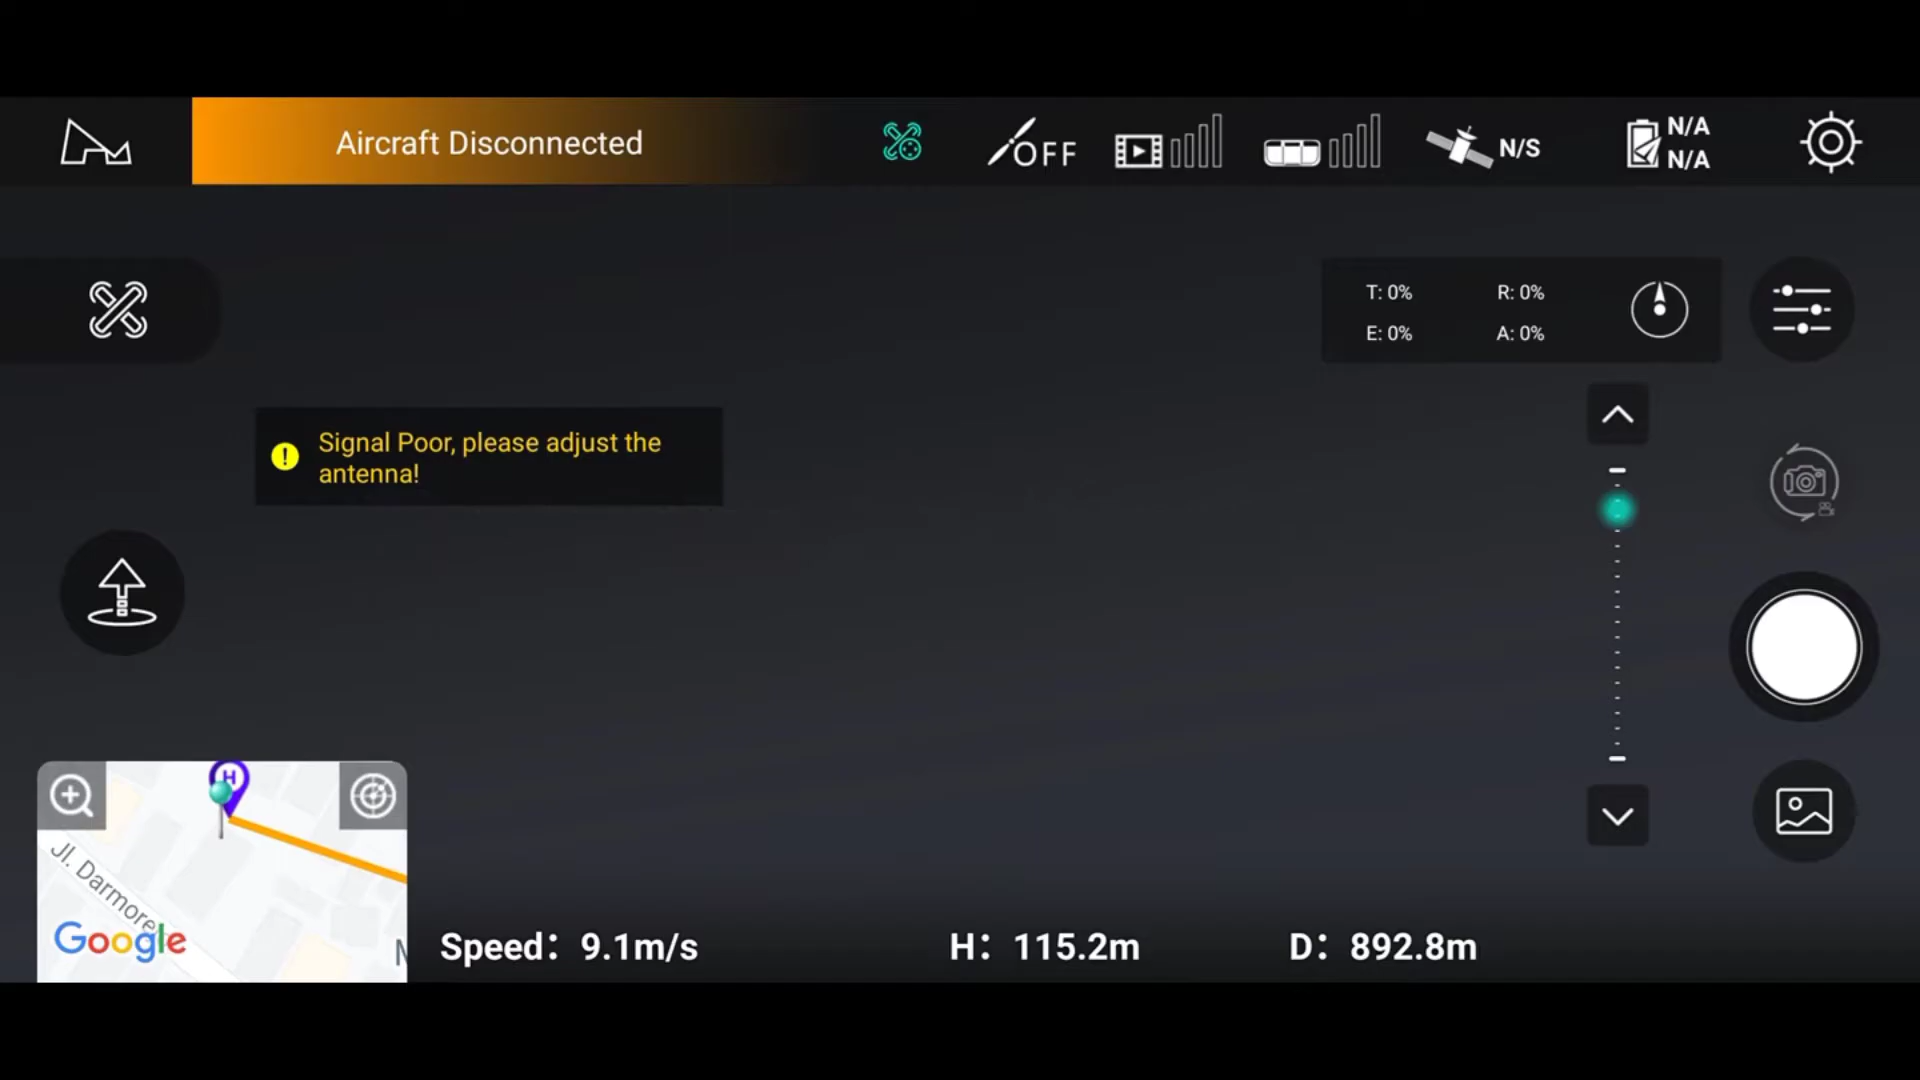 Aircraft Disconnected
OFF
N/S
N/A
N/A
T: 0%
R: 0%
E: 0%
A: 0%
Signal Poor, please adjust the
antenna!
H
Jl. Darmore
Google
Speed: 9.1m/s
H: 115.2m
D: 892.8m